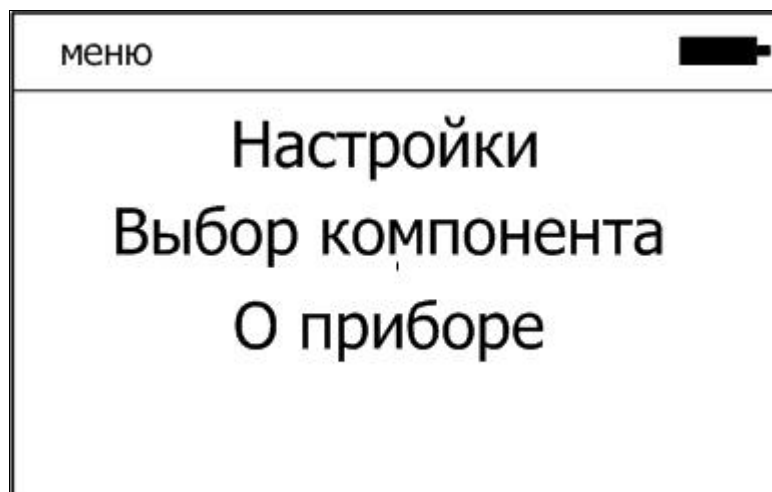 меню
Настройки
Выбор компонента
О приборе